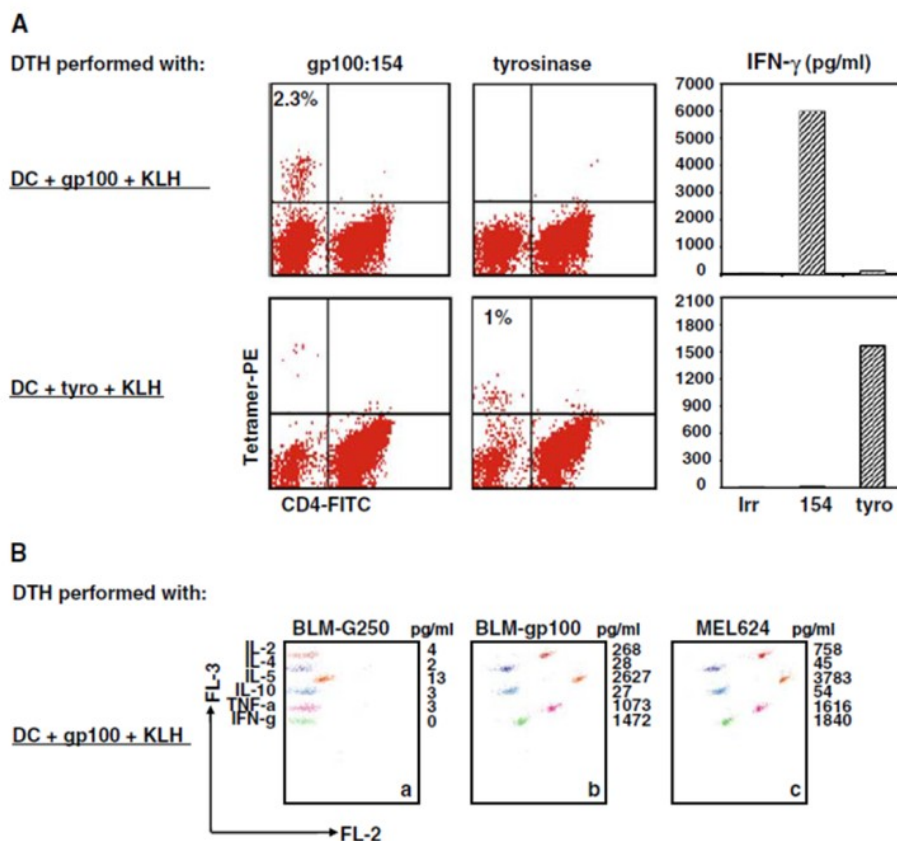 A
DTH performed with:
gp100:154
tyrosinase
IFN-γ (pg/ml)
DC + gp100 + KLH
2.3%
7000
6000
5000
4000
3000
2000
1000
0
DC + tyro + KLH
1%
2100
1800
1500
1200
900
600
300
0
Tetramer-PE
CD4-FITC
Irr 154 tyro
B
DTH performed with:
BLM-G250 pg/ml BLM-gp100 pg/ml MEL624 pg/ml
IL-2 4 268 758
IL-4 2 28 45
IL-5 13 2627 3783
IL-10 3 27 54
TNF-a 3 1073 1616
IFN-g 0 1472 1840
FL-3
DC + gp100 + KLH
a b c
FL-2